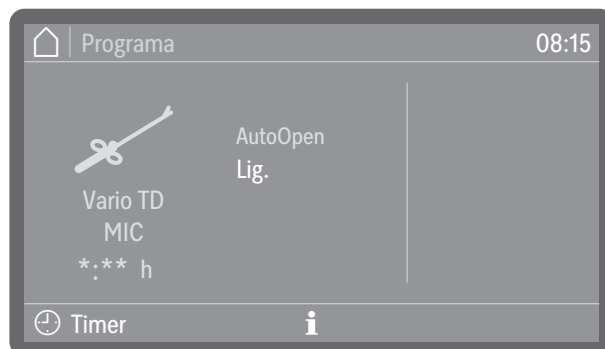 Programa
08:15
AutoOpen
Lig.
Vario TD
MIC
*:** h
Timer
i